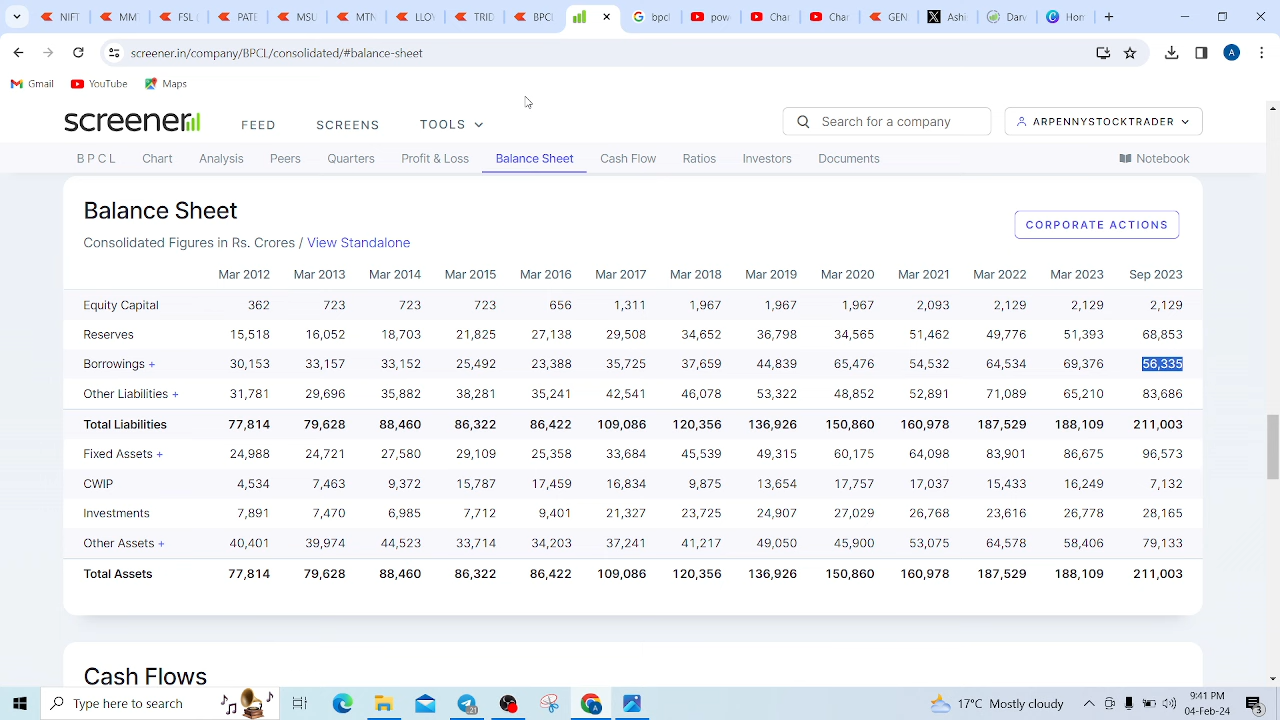 NIFT FSL PATE MSI MTI LLO TRID BPC bpcl pow Cha Cha GEN Ashi Darv Hom
screener.in/company/BPCL/consolidated/#balance-sheet
Gmail YouTube Maps
screener FEED SCREENS TOOLS Search for a company ARPENNYSTOCKTRADER
B P C L Chart Analysis Peers Quarters Profit & Loss Balance Sheet Cash Flow Ratios Investors Documents Notebook
Balance Sheet
CORPORATE ACTIONS
Consolidated Figures in Rs. Crores / View Standalone
Mar 2012 Mar 2013 Mar 2014 Mar 2015 Mar 2016 Mar 2017 Mar 2018 Mar 2019 Mar 2020 Mar 2021 Mar 2022 Mar 2023 Sep 2023
Equity Capital 362 723 723 723 656 1,311 1,967 1,967 1,967 2,093 2,129 2,129 2,129
Reserves 15,518 16,052 18,703 21,825 27,138 29,508 34,652 36,798 34,565 51,462 49,776 51,393 68,853
Borrowings + 30,153 33,157 33,152 25,492 23,388 35,725 37,659 44,839 65,476 54,532 64,534 69,376 56,335
Other Liabilities + 31,781 29,696 35,882 38,281 35,241 42,541 46,078 53,322 48,852 52,891 71,089 65,210 83,686
Total Liabilities 77,814 79,628 88,460 86,322 86,422 109,086 120,356 136,926 150,860 160,978 187,529 188,109 211,003
Fixed Assets + 24,988 24,721 27,580 29,109 25,358 33,684 45,539 49,315 60,175 64,098 83,901 86,675 96,573
CWIP 4,534 7,463 9,372 15,787 17,459 16,834 9,875 13,654 17,757 17,037 15,433 16,249 7,132
Investments 7,891 7,470 6,985 7,712 9,401 21,327 23,725 24,907 27,029 26,768 23,616 26,778 28,165
Other Assets + 40,401 39,974 44,523 33,714 34,203 37,241 41,217 49,050 45,900 53,075 64,578 58,406 79,133
Total Assets 77,814 79,628 88,460 86,322 86,422 109,086 120,356 136,926 150,860 160,978 187,529 188,109 211,003
Cash Flows
Type here to search
17°C Mostly cloudy
9:41 PM
04-Feb-24